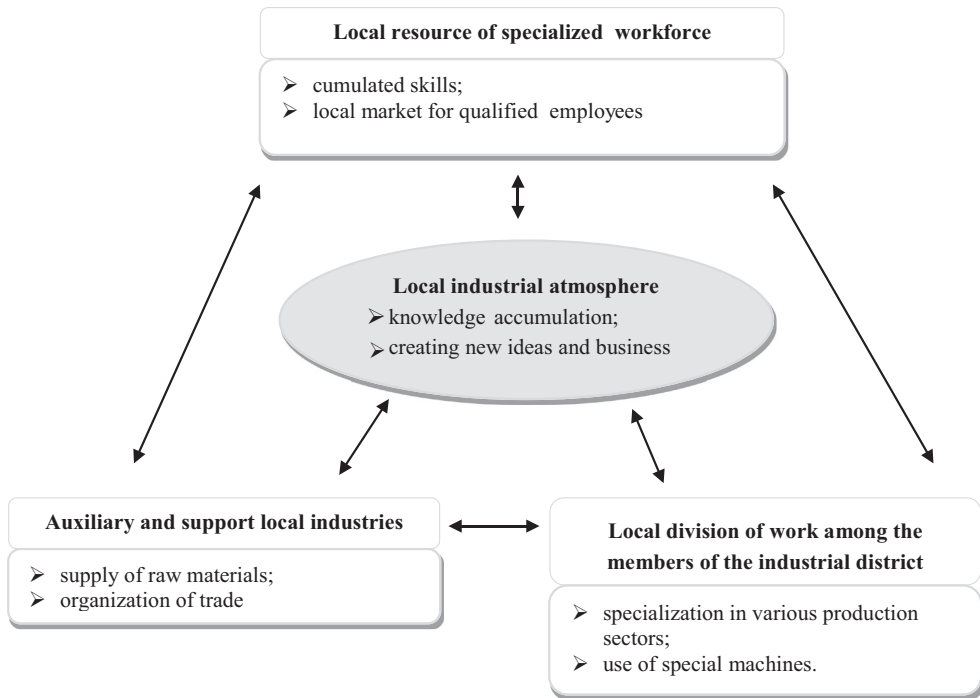 Local resource of specialized workforce
➢ cumulated skills;
➢ local market for qualified employees
Local industrial atmosphere
➢ knowledge accumulation;
➢ creating new ideas and business
Auxiliary and support local industries
➢ supply of raw materials;
➢ organization of trade
Local division of work among the
members of the industrial district
➢ specialization in various production
sectors;
➢ use of special machines.